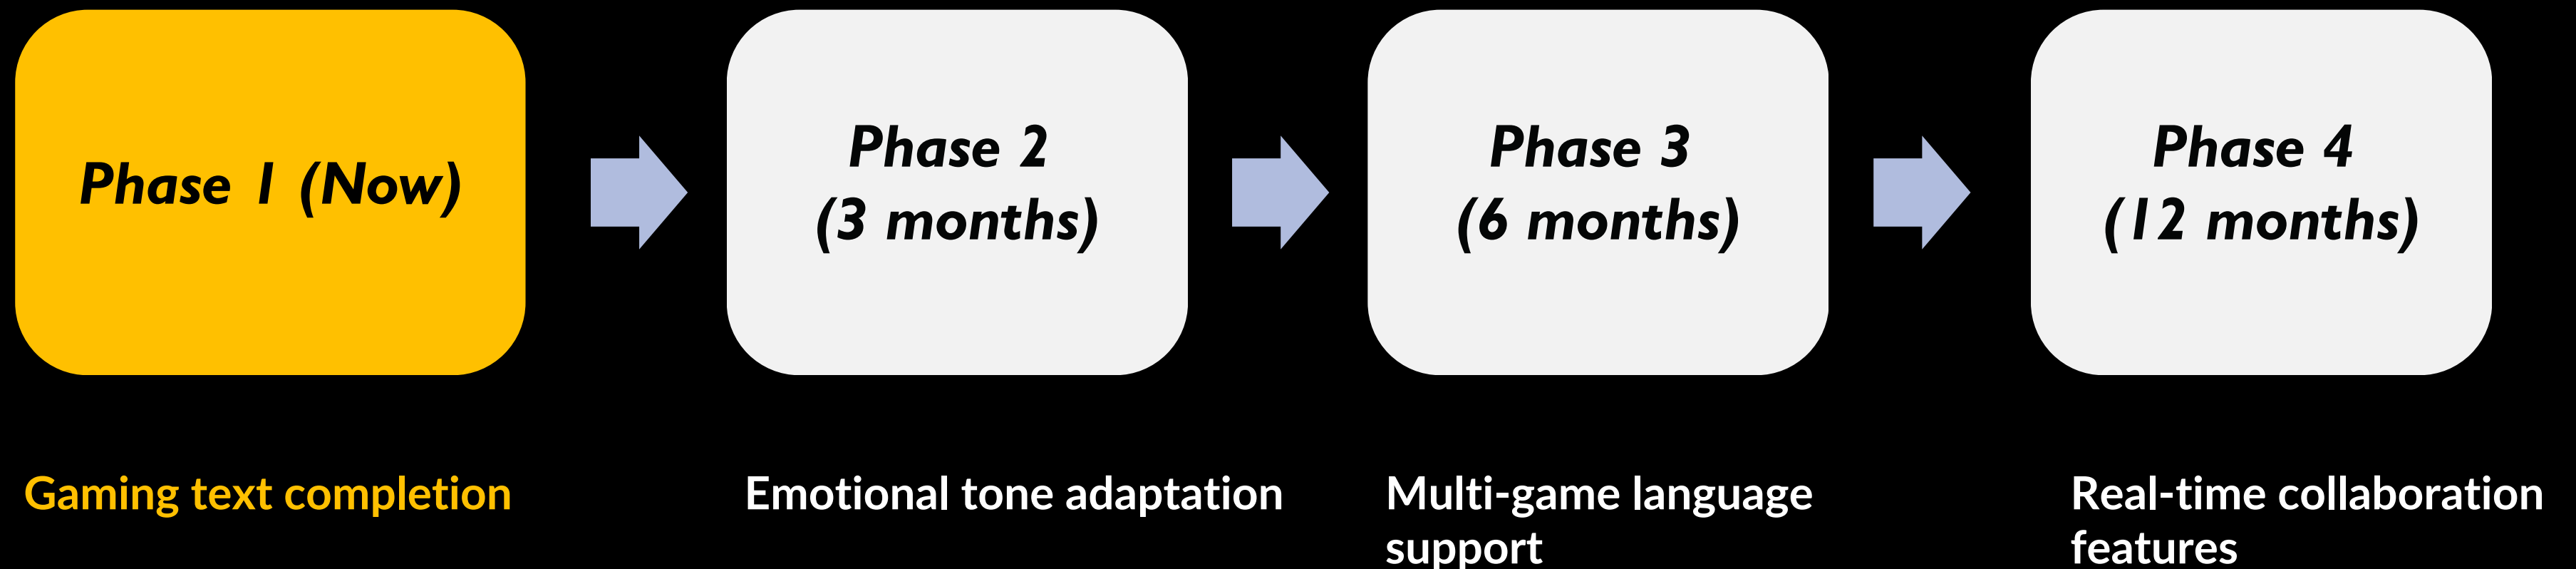 Phase 1 (Now)
Phase 2
(3 months)
Phase 3
(6 months)
Phase 4
(12 months)
Gaming text completion
Emotional tone adaptation
Multi-game language
support
Real-time collaboration
features